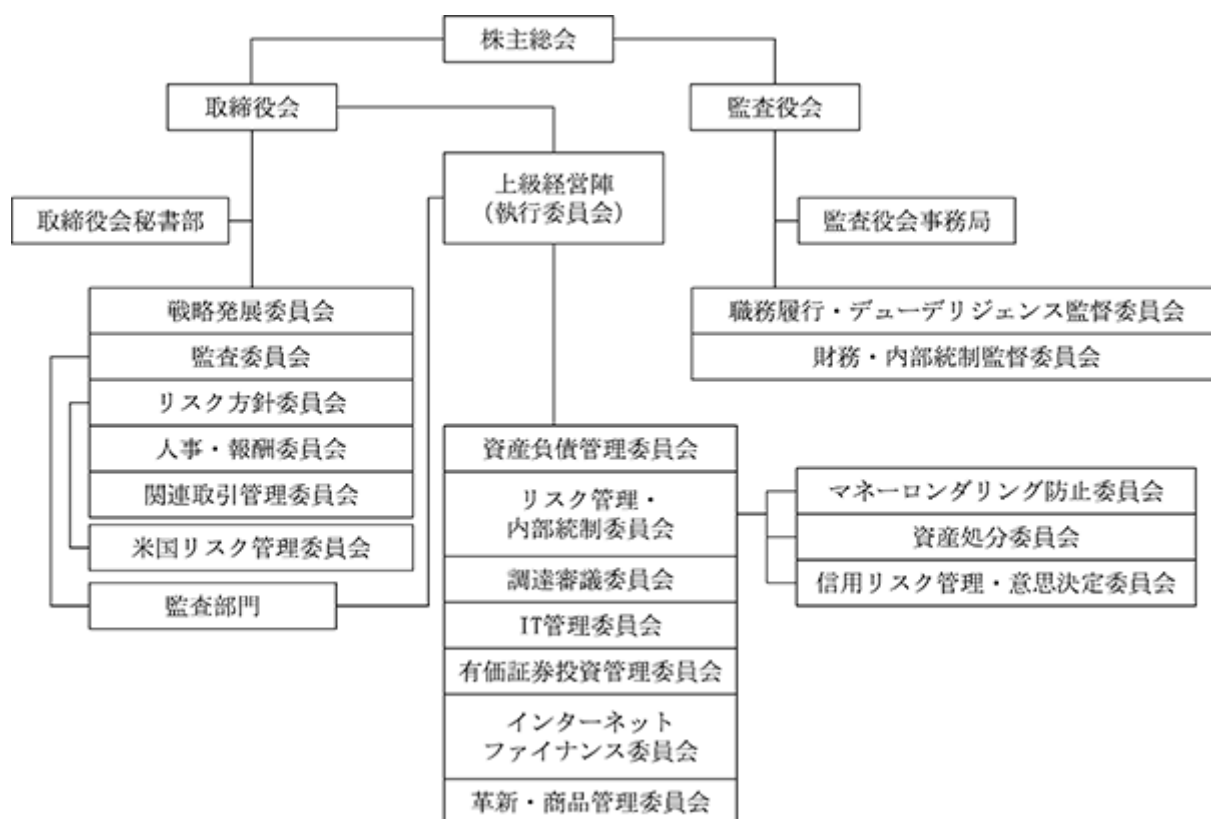 株主総会
取締役会
監査役会
上級経営陣
（執行委員会）
取締役会秘書部
監査役会事務局
戦略発展委員会
監査委員会
リスク方針委員会
人事・報酬委員会
関連取引管理委員会
米国リスク管理委員会
監査部門
職務履行・デューデリジェンス監督委員会
財務・内部統制監督委員会
資産負債管理委員会
リスク管理・
内部統制委員会
調達審議委員会
IT管理委員会
有価証券投資管理委員会
インターネット
ファイナンス委員会
革新・商品管理委員会
マネーロンダリング防止委員会
資産処分委員会
信用リスク管理・意思決定委員会